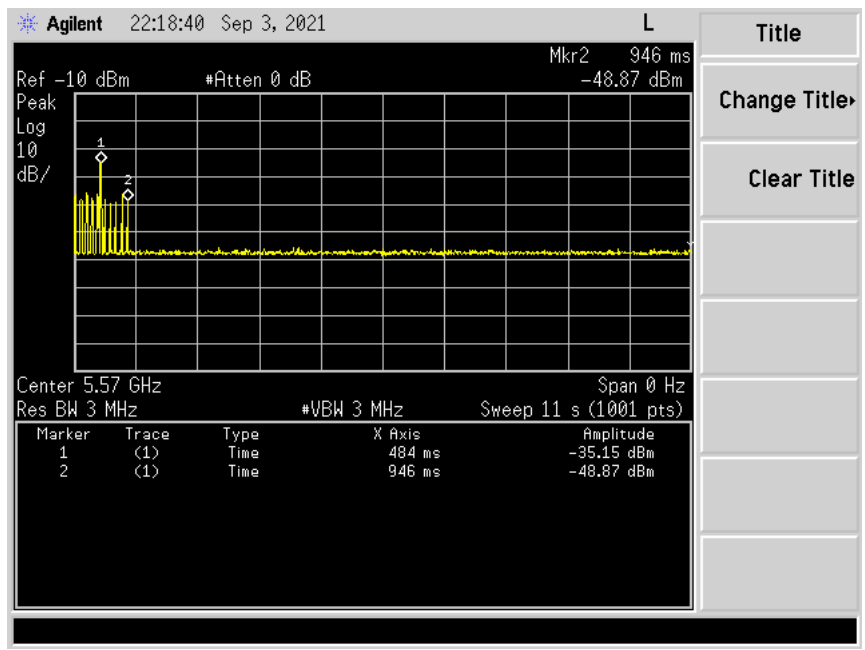 Agilent 22:18:40 Sep 3, 2021 L
Mkr2 946 ms
Ref -10 dBm #Atten 0 dB -48.87 dBm
Peak
Log
10
dB/
1
2
Center 5.57 GHz Span 0 Hz
Res BW 3 MHz #VBW 3 MHz Sweep 11 s (1001 pts)
Marker Trace Type X Axis Amplitude
1 (1) Time 484 ms -35.15 dBm
2 (1) Time 946 ms -48.87 dBm
Title
Change Title
Clear Title